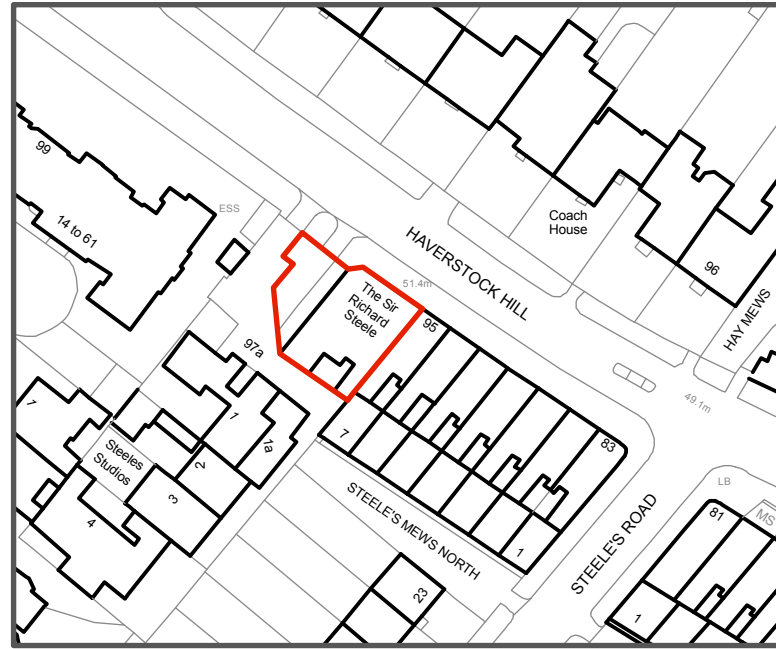 99
14 to 61
ESS
HAVERSTOCK HILL
Coach
House
96
HAY MEWS
51.4m
The Sir
Richard
Steele
95
97a
49.1m
1
1
1a
7
83
Steeles
Studios
2
3
4
STEELE'S MEWS NORTH
1
STEELE'S ROAD
LB
MS
81
23
1